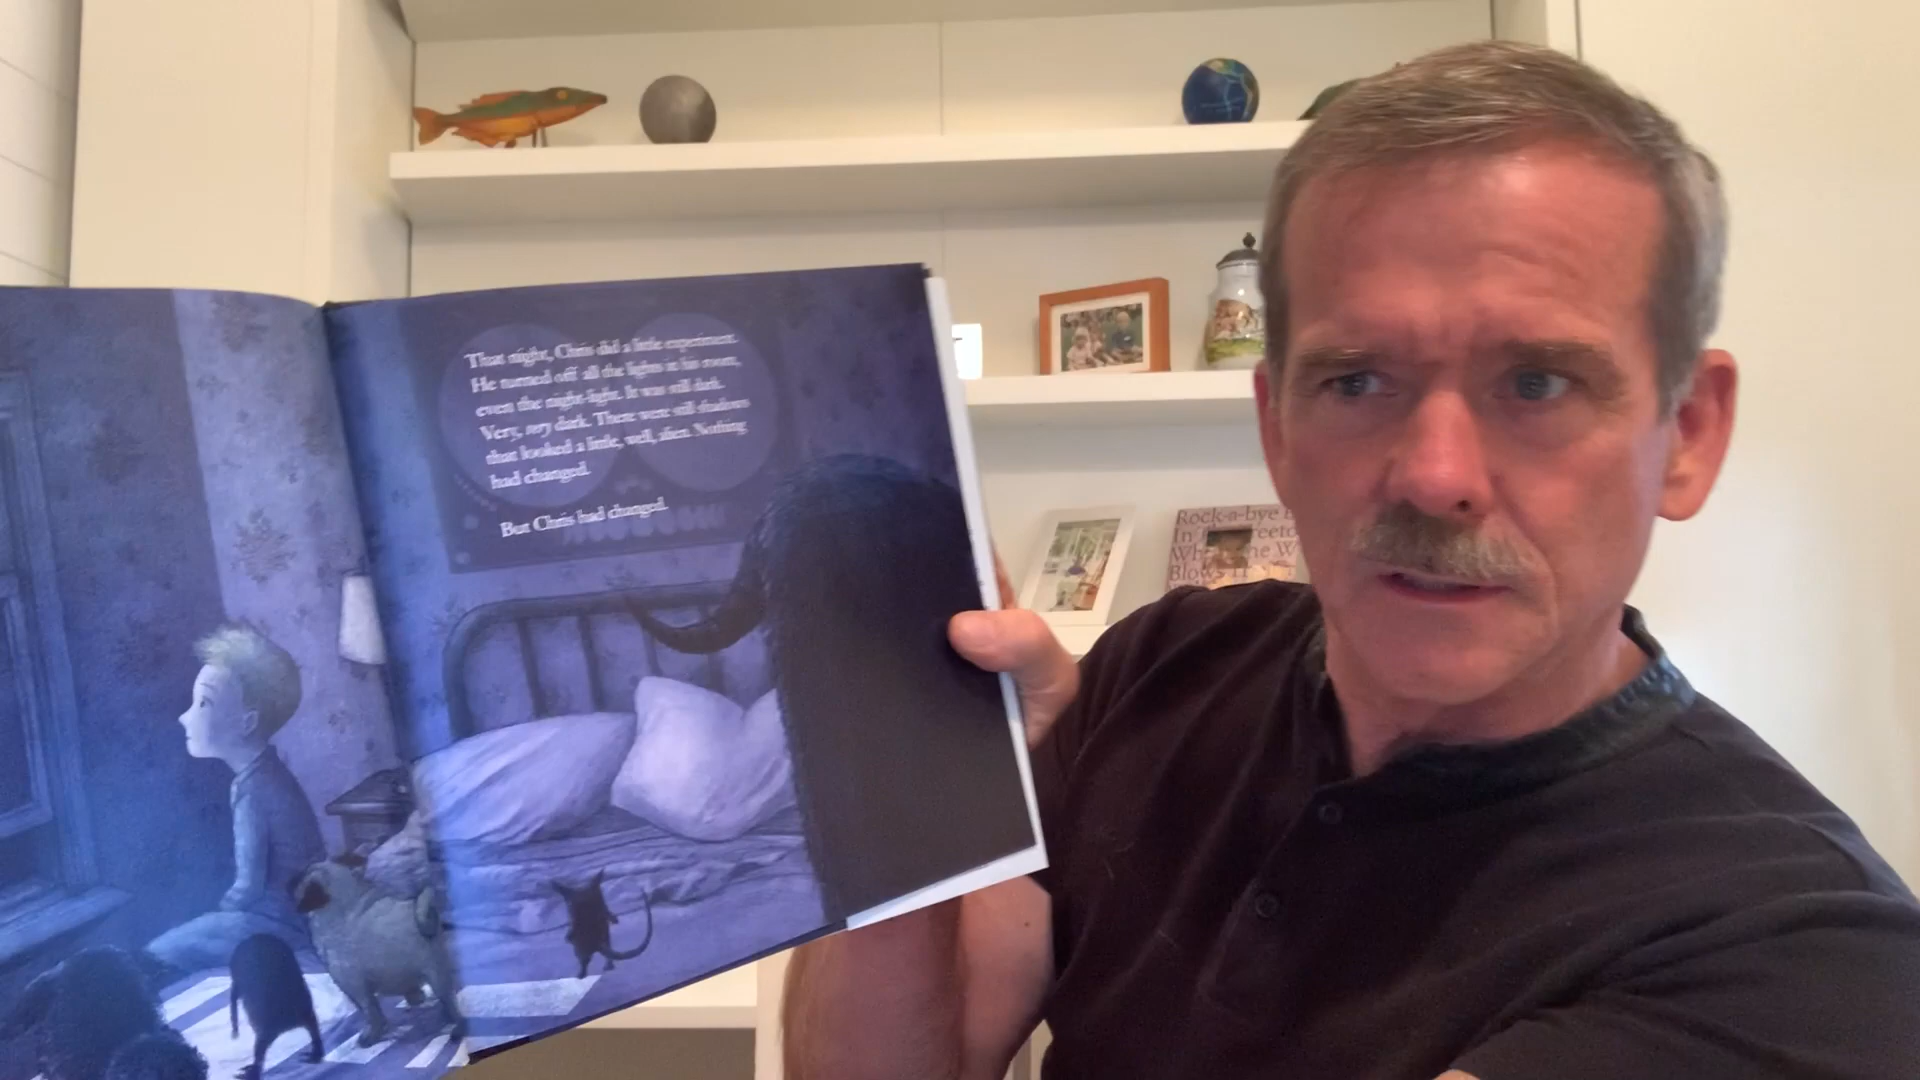 That night, Chris did a little experiment.
He turned off all the lights in his room,
even the night-light. It was still dark.
Very, very dark. There were still shadows
that looked a little, well, alien. Nothing
had changed.
But Chris had changed.
Rock-a-bye
In
Blows